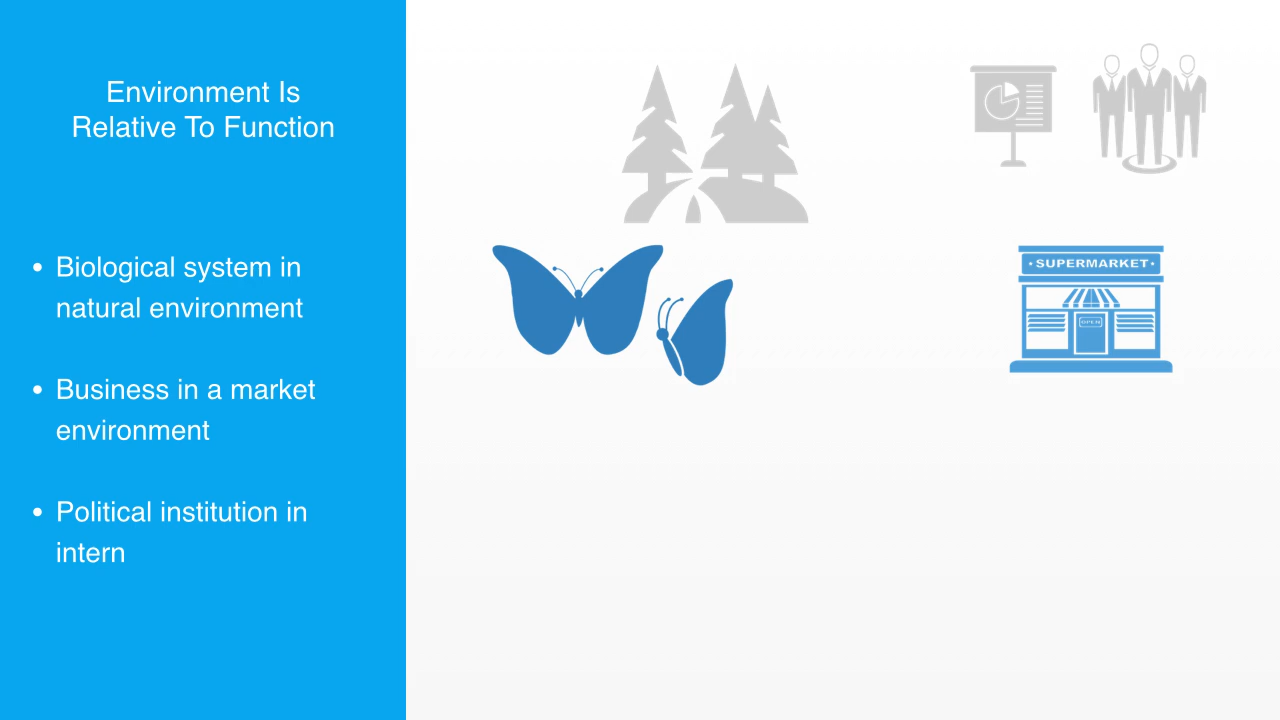 Environment Is
Relative To Function
• Biological system in
natural environment
• Business in a market
environment
• Political institution in
intern
• SUPERMARKET •
OPEN